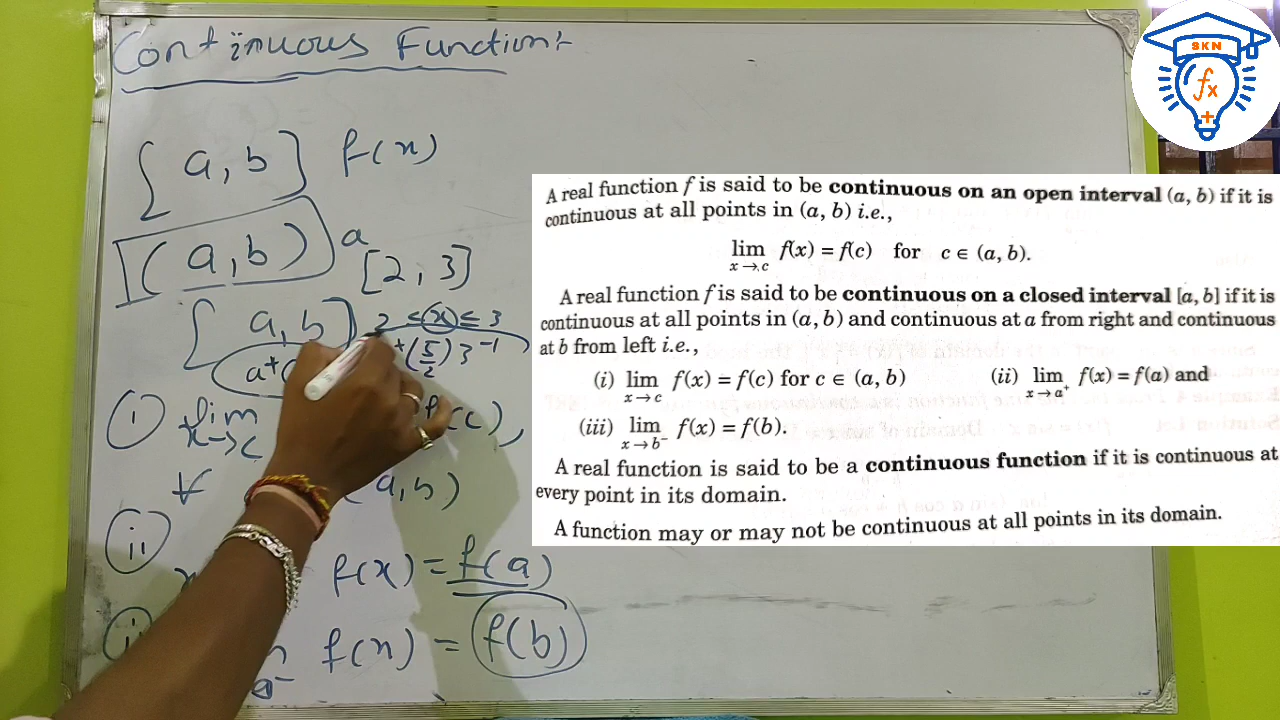 Continuous Function:-
[a, b] f(x)
(a, b) a
[2, 3]
[a, b] 2 ≤ x ≤ 3
a+ (5/2) 3-1
(i) lim x→c f(c),
∀ (a, b)
(ii)
f(x) = f(a)
f(x) = f(b)
SKN
fx
+
A real function f is said to be continuous on an open interval (a, b) if it is
continuous at all points in (a, b) i.e.,
lim x→c f(x) = f(c) for c ∈ (a, b).
A real function f is said to be continuous on a closed interval [a, b] if it is
continuous at all points in (a, b) and continuous at a from right and continuous
at b from left i.e.,
(i) lim x→c f(x) = f(c) for c ∈ (a, b) (ii) lim x→a+ f(x) = f(a) and
(iii) lim x→b− f(x) = f(b).
A real function is said to be a continuous function if it is continuous at
every point in its domain.
A function may or may not be continuous at all points in its domain.